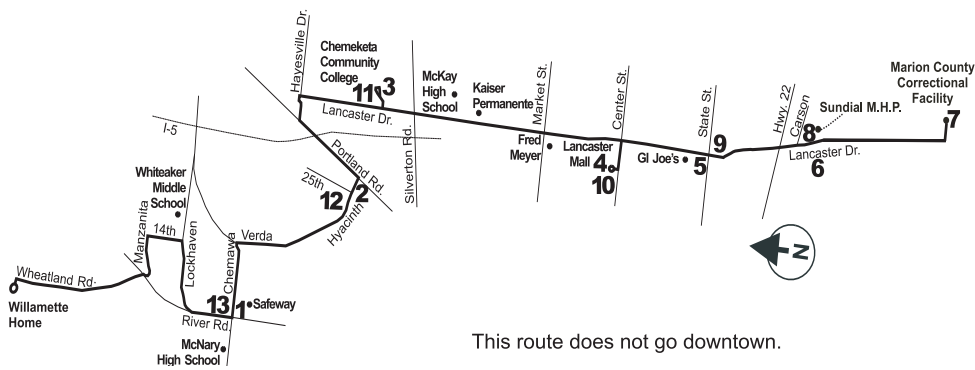 Hayesville Dr.
Chemeketa
Community
College
11
3
McKay
High
School
Kaiser
Permanente
Market St.
Center St.
State St.
Hwy. 22
Carson
Sundial M.H.P.
Marion County
Correctional
Facility
7
8
9
Lancaster Dr.
I-5
Silverton Rd.
Fred
Meyer
Lancaster
Mall
4
10
GI Joe's
5
Lancaster Dr.
6
Portland Rd.
25th
12
2
Hyacinth
Whiteaker
Middle
School
Manzanita
14th
Lockhaven
Chemawa
Verda
N
Wheatland Rd.
Willamette
Home
13
1
Safeway
River Rd.
McNary
High School
This route does not go downtown.